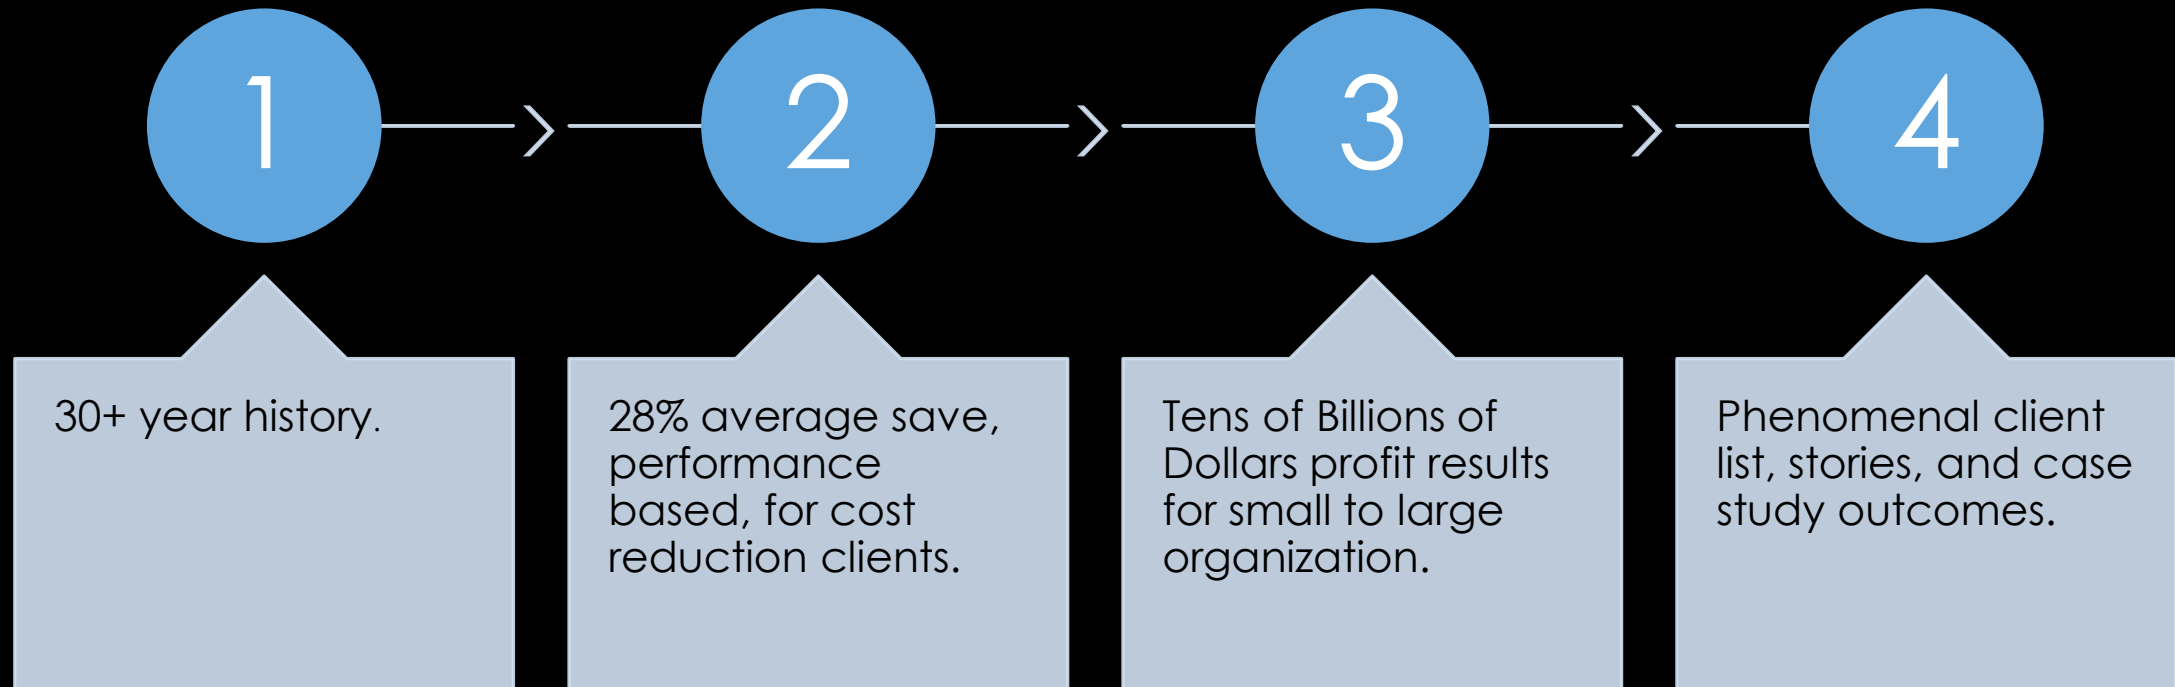 1
2
3
4
30+ year history.
28% average save,
performance
based, for cost
reduction clients.
Tens of Billions of
Dollars profit results
for small to large
organization.
Phenomenal client
list, stories, and case
study outcomes.